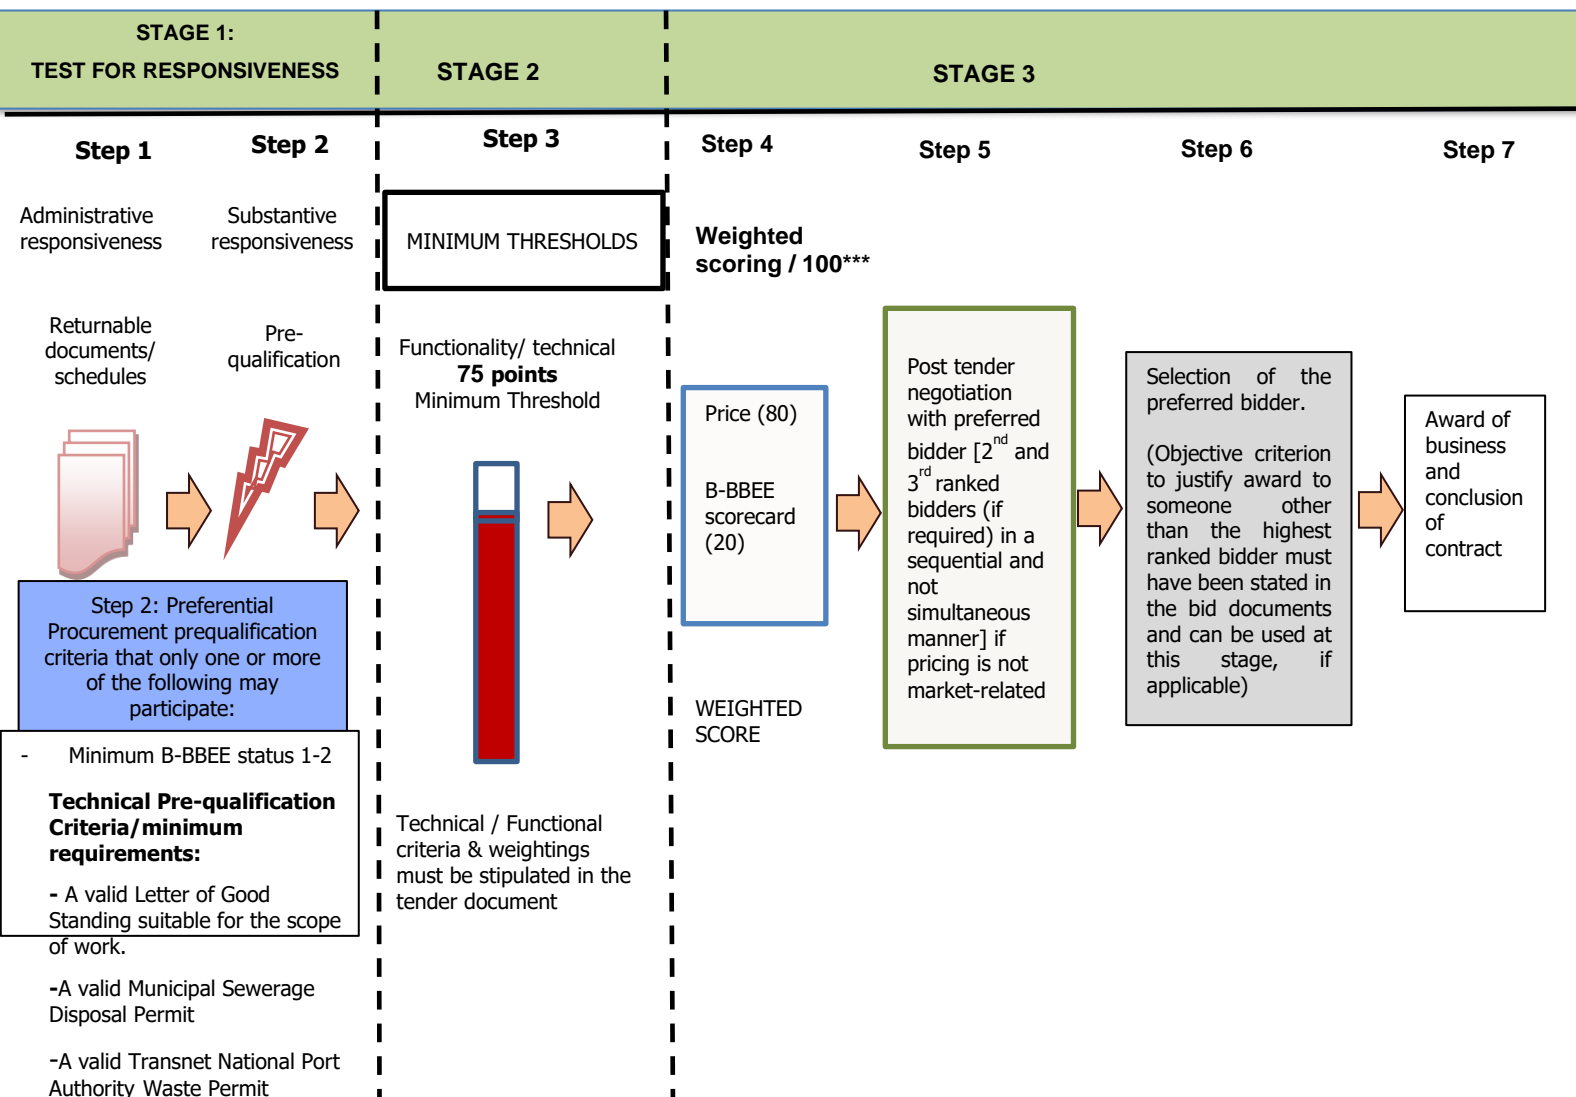 STAGE 1:
TEST FOR RESPONSIVENESS
STAGE 2
STAGE 3
Step 1
Step 2
Step 3
Step 4
Step 5
Step 6
Step 7
Administrative
responsiveness
Substantive
responsiveness
MINIMUM THRESHOLDS
Weighted
scoring / 100***
Returnable
documents/
schedules
Pre-
qualification
Functionality/ technical
75 points
Minimum Threshold
Price (80)
B-BBEE
scorecard
(20)
WEIGHTED
SCORE
Post tender
negotiation
with preferred
bidder [2nd and
3rd ranked
bidders (if
required) in a
sequential and
not
simultaneous
manner] if
pricing is not
market-related
Selection of the
preferred bidder.
(Objective criterion
to justify award to
someone other
than the highest
ranked bidder must
have been stated in
the bid documents
and can be used at
this stage, if
applicable)
Award of
business
and
conclusion
of
contract
Step 2: Preferential
Procurement prequalification
criteria that only one or more
of the following may
participate:
- Minimum B-BBEE status 1-2
Technical Pre-qualification
Criteria/minimum
requirements:
- A valid Letter of Good
Standing suitable for the scope
of work.
-A valid Municipal Sewerage
Disposal Permit
-A valid Transnet National Port
Authority Waste Permit
Technical / Functional
criteria & weightings
must be stipulated in the
tender document